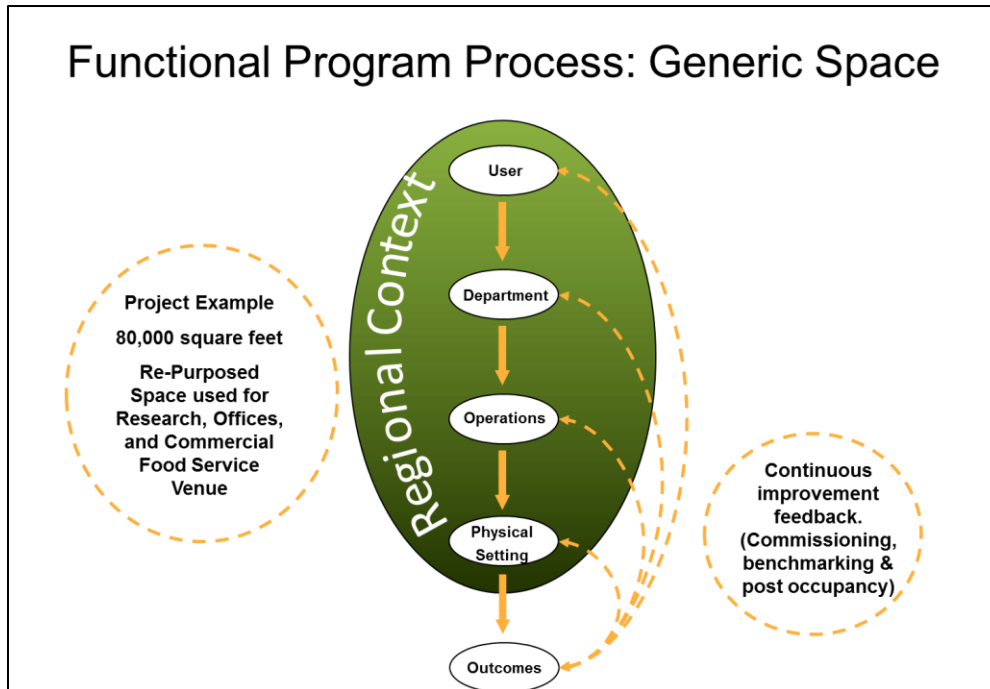 Functional Program Process: Generic Space
Regional Context
User
Department
Operations
Physical
Setting
Outcomes
Project Example
80,000 square feet
Re-Purposed
Space used for
Research, Offices,
and Commercial
Food Service
Venue
Continuous
improvement
feedback.
(Commissioning,
benchmarking &
post occupancy)